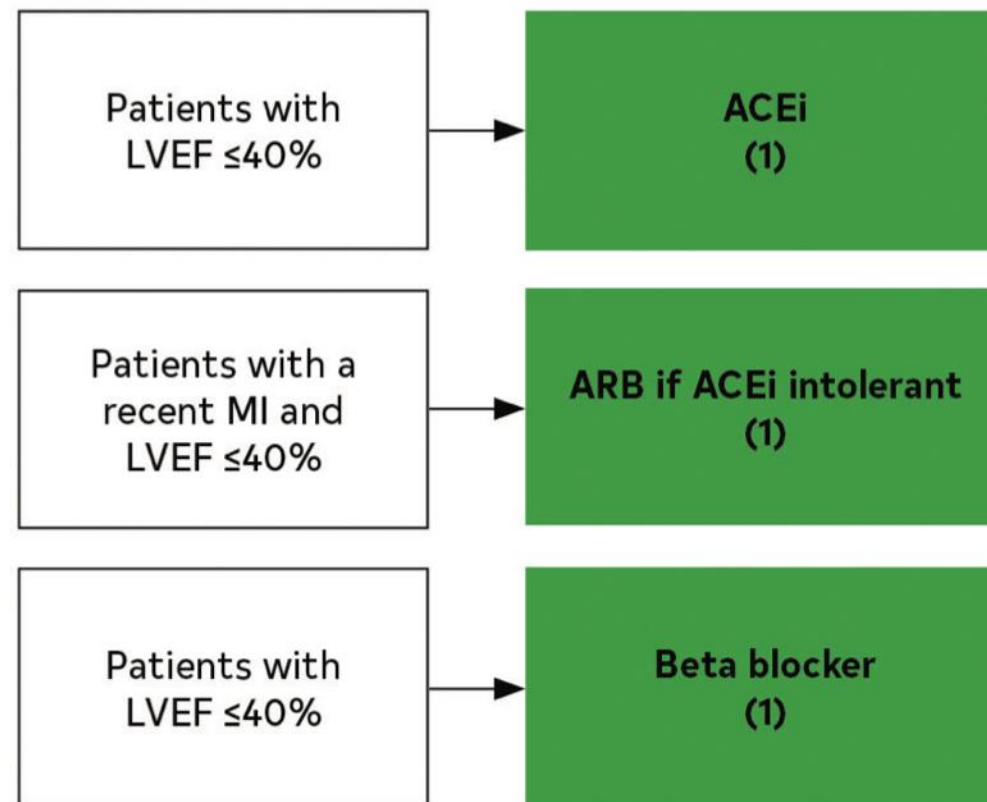 Patients with
LVEF ≤40%
ACEi
(1)
Patients with a
recent MI and
LVEF ≤40%
ARB if ACEi intolerant
(1)
Patients with
LVEF ≤40%
Beta blocker
(1)